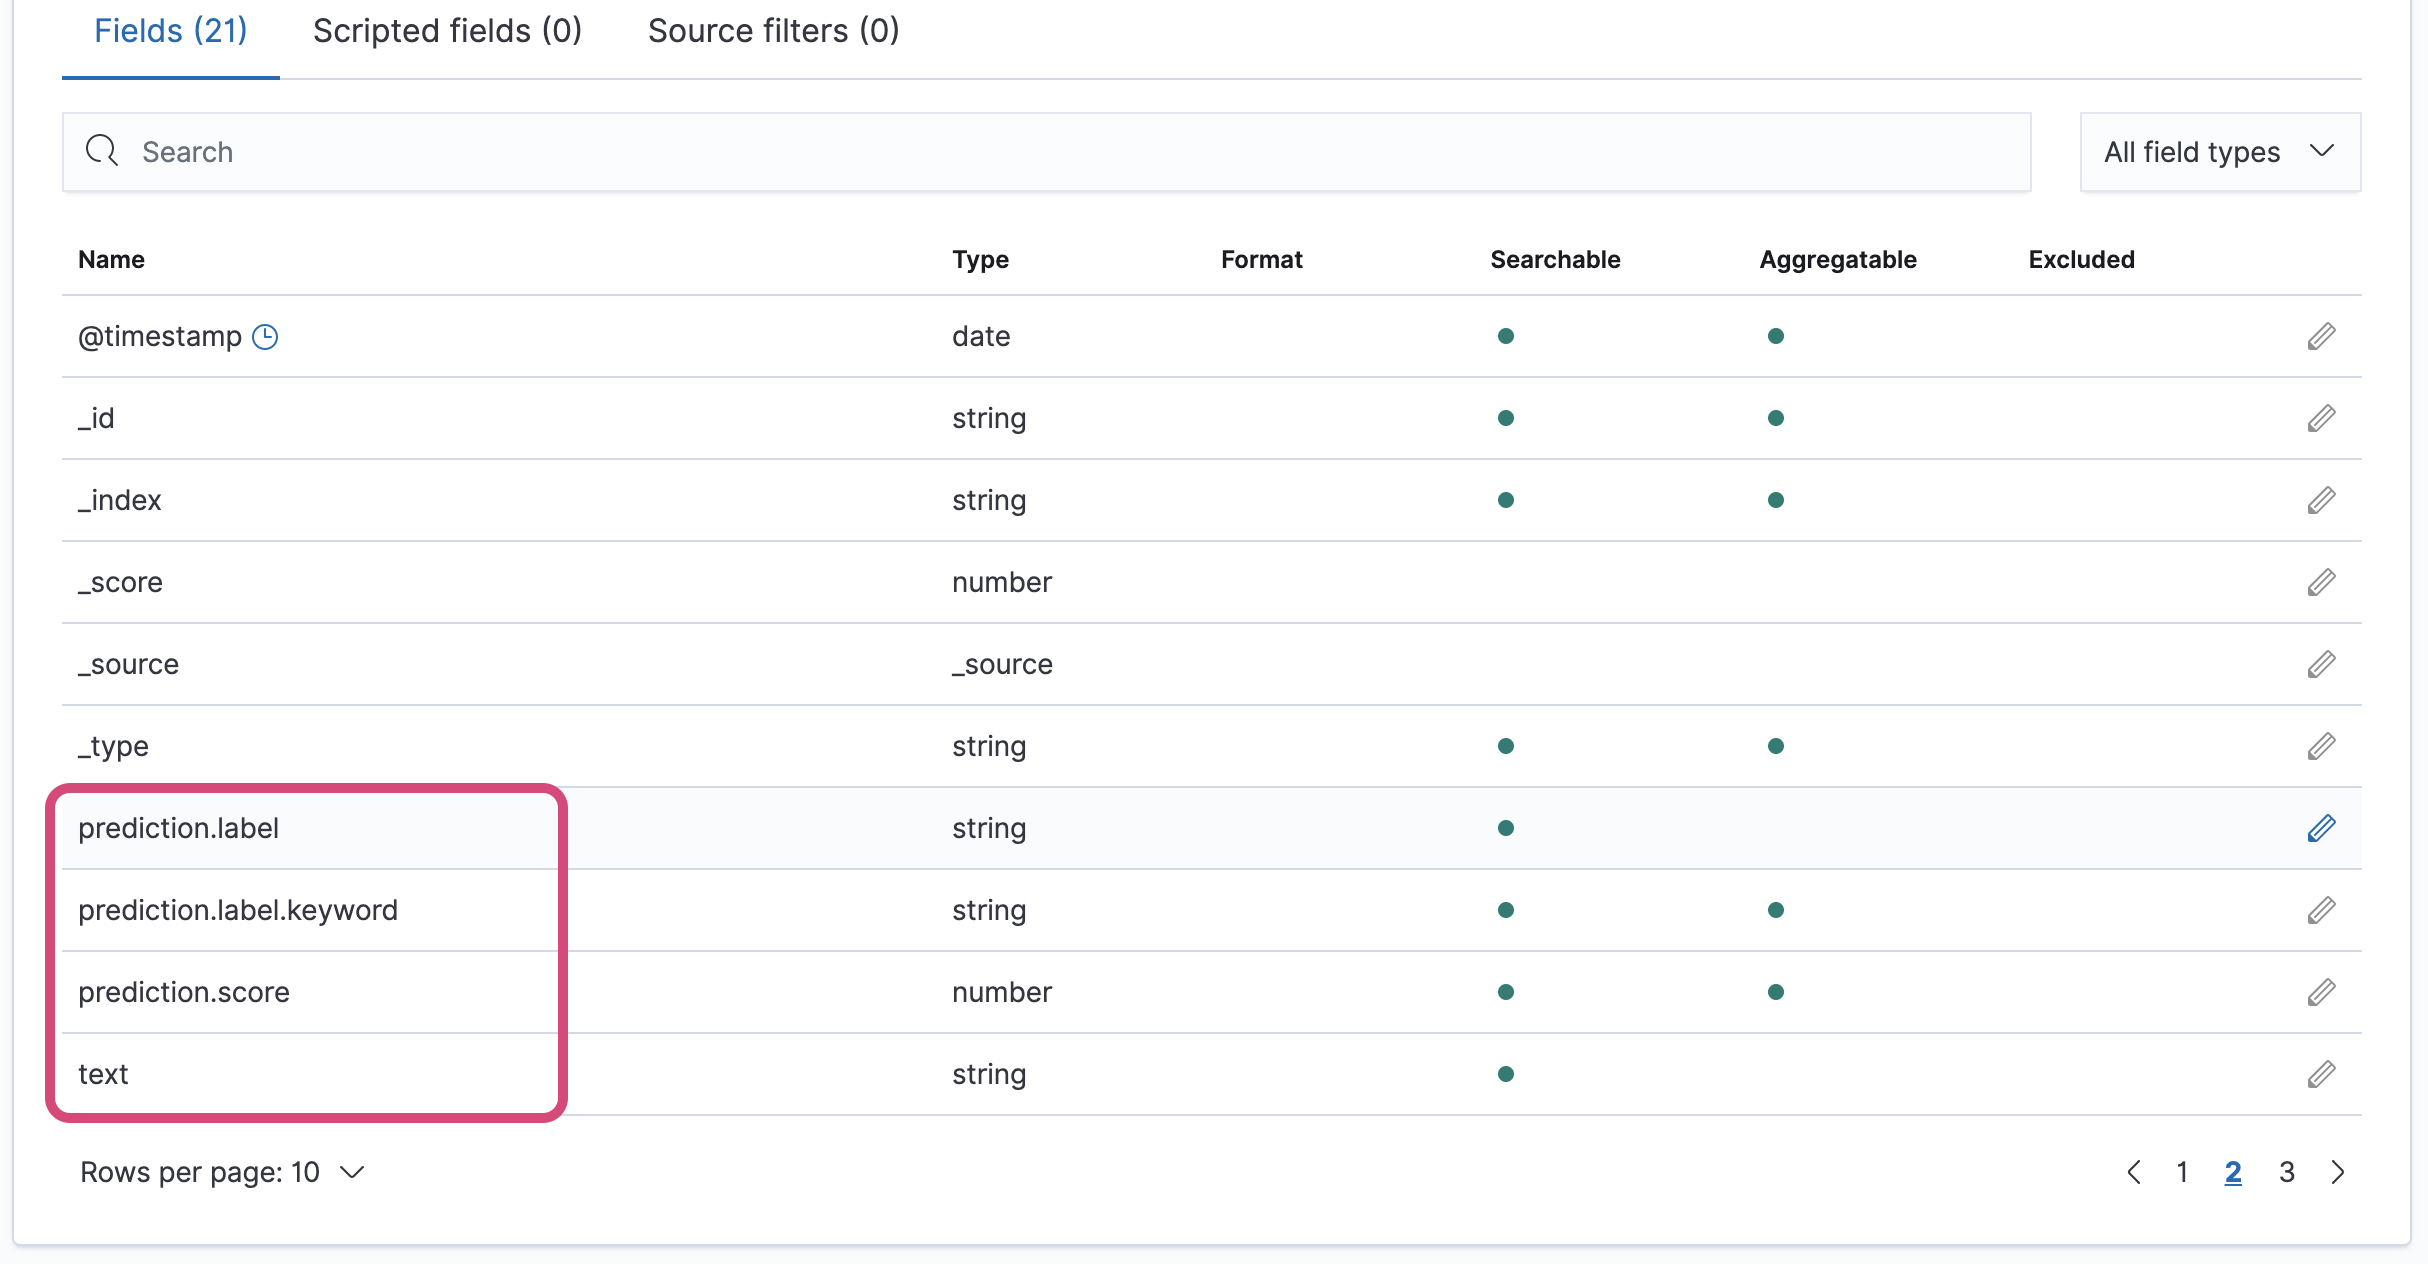 Fields (21) Scripted fields (0) Source filters (0)
Search All field types
Name Type Format Searchable Aggregatable Excluded
@timestamp date
_id string
_index string
_score number
_source _source
_type string
prediction.label string
prediction.label.keyword string
prediction.score number
text string
Rows per page: 10 1 2 3